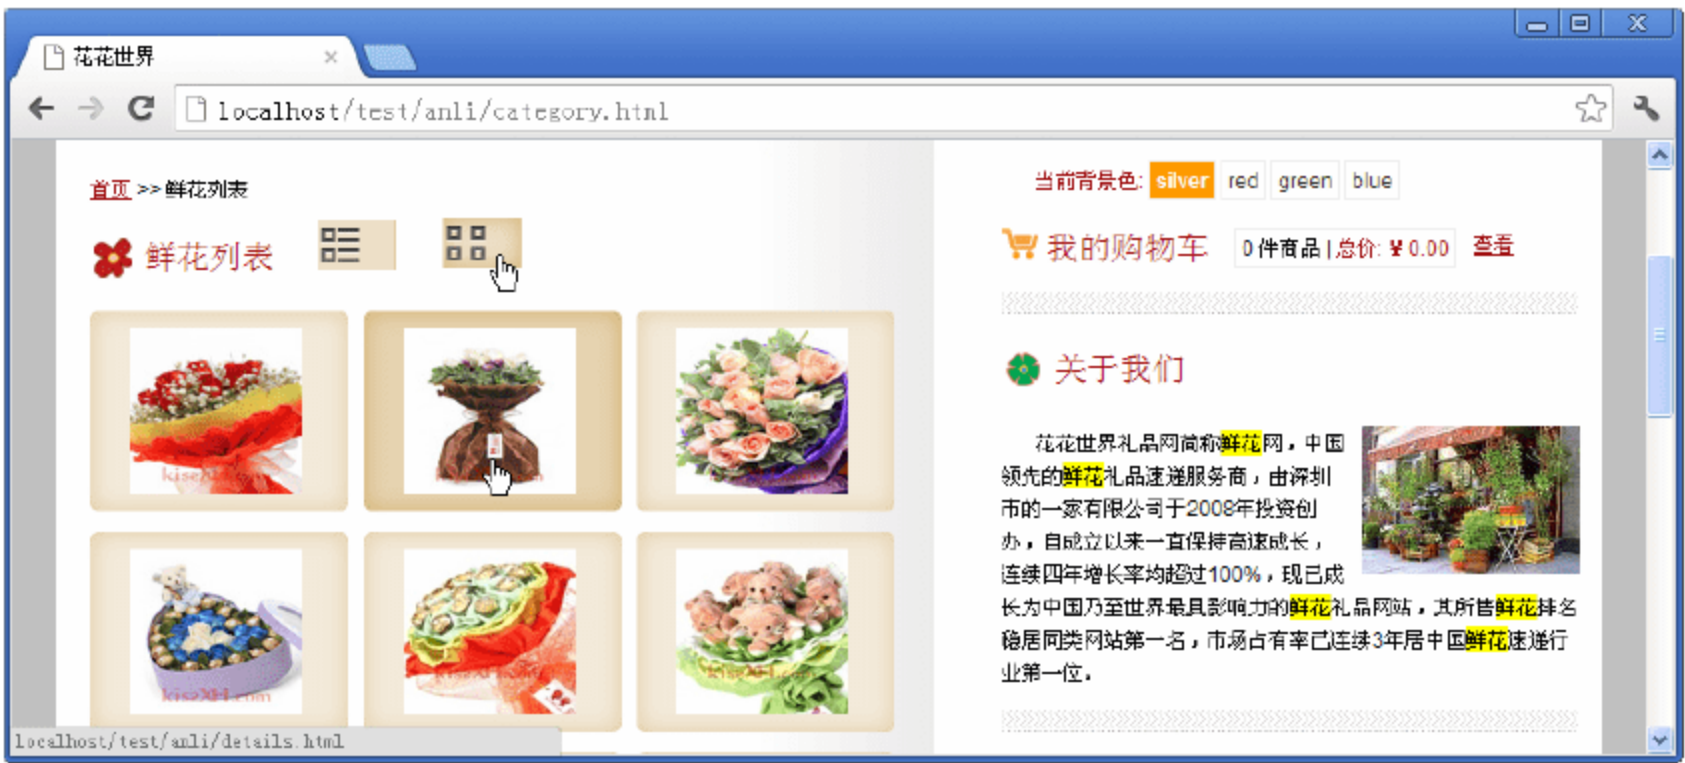 花花世界
localhost/test/anli/category.html
首页 >> 鲜花列表
鲜花列表
当前背景色: silver red green blue
我的购物车 0 件商品 | 总价: ¥ 0.00 查看
关于我们
花花世界礼品网简称鲜花网，中国
领先的鲜花礼品速递服务商，由深圳
市的一家有限公司于2008年投资创
办，自成立以来一直保持高速成长，
连续四年增长率均超过100%，现已成
长为中国乃至世界最具影响力的鲜花礼品网站，其所售鲜花排名
稳居同类网站第一名，市场占有率已连续3年居中国鲜花速递行
业第一位。
localhost/test/anli/details.html